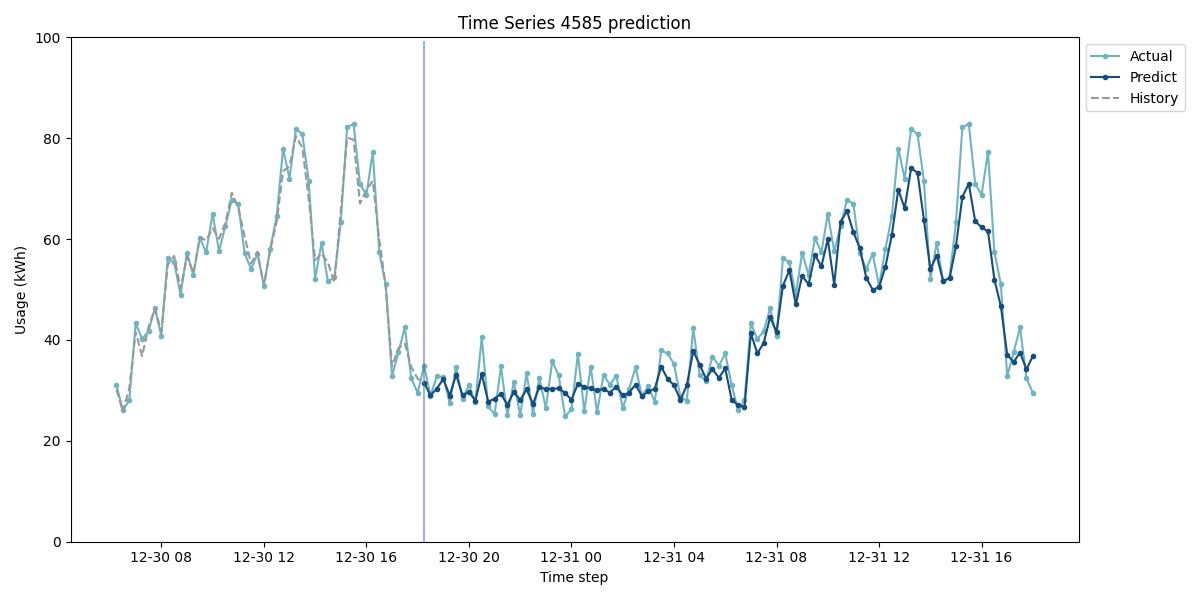 Time Series 4585 prediction
Actual
Predict
History
Usage (kWh)
100
80
60
40
20
0
12-30 08
12-30 12
12-30 16
12-30 20
12-31 00
12-31 04
12-31 08
12-31 12
12-31 16
Time step